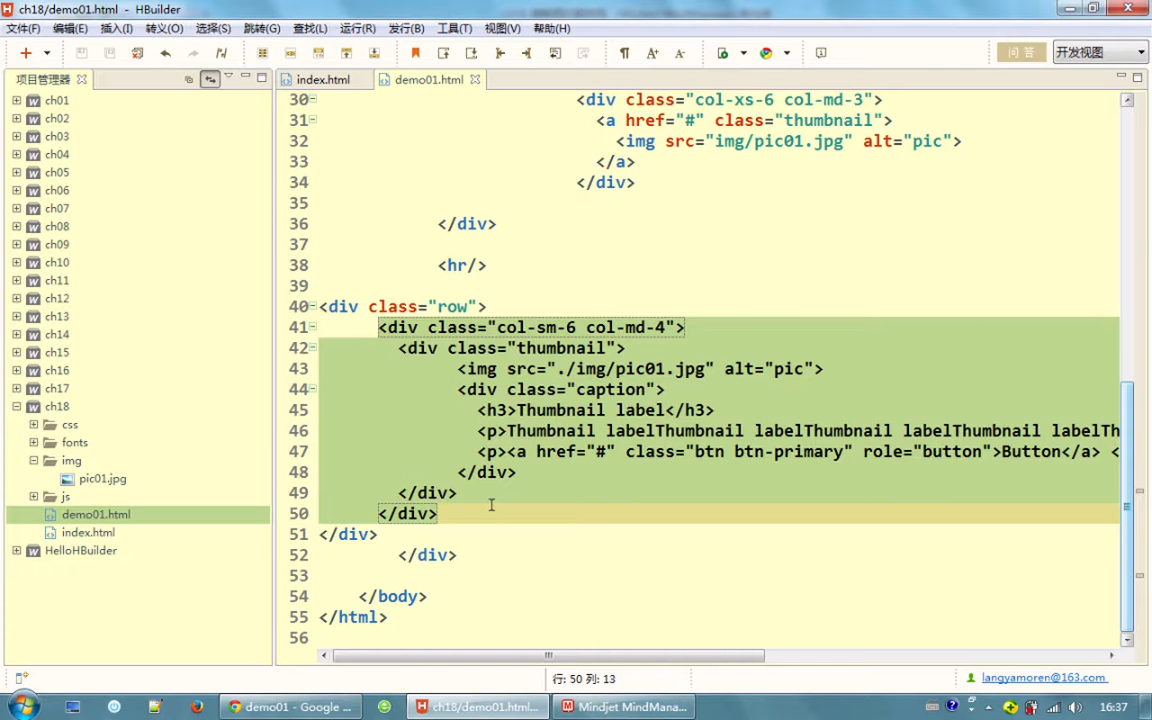 ch18/demo01.html - HBuilder
文件(F) 编辑(E) 插入(I) 转义(O) 选择(S) 跳转(G) 查找(L) 运行(R) 发行(B) 工具(T) 视图(V) 帮助(H)
问 答 开发视图
项目管理器 index.html demo01.html
ch01
ch02
ch03
ch04
ch05
ch06
ch07
ch08
ch09
ch10
ch11
ch12
ch13
ch14
ch15
ch16
ch17
ch18
css
fonts
img
pic01.jpg
js
demo01.html
index.html
HelloHBuilder
30 <div class="col-xs-6 col-md-3">
31 <a href="#" class="thumbnail">
32 <img src="img/pic01.jpg" alt="pic">
33 </a>
34 </div>
35
36 </div>
37
38 <hr/>
39
40 <div class="row">
41 <div class="col-sm-6 col-md-4">
42 <div class="thumbnail">
43 <img src="./img/pic01.jpg" alt="pic">
44 <div class="caption">
45 <h3>Thumbnail label</h3>
46 <p>Thumbnail labelThumbnail labelThumbnail labelThumbnail labelTh
47 <p><a href="#" class="btn btn-primary" role="button">Button</a> <
48 </div>
49 </div>
50 </div>
51 </div>
52 </div>
53
54 </body>
55 </html>
56
行: 50 列: 13
langyamoren@163.com
demo01 - Google ... ch18/demo01.html... Mindjet MindMana... 16:37